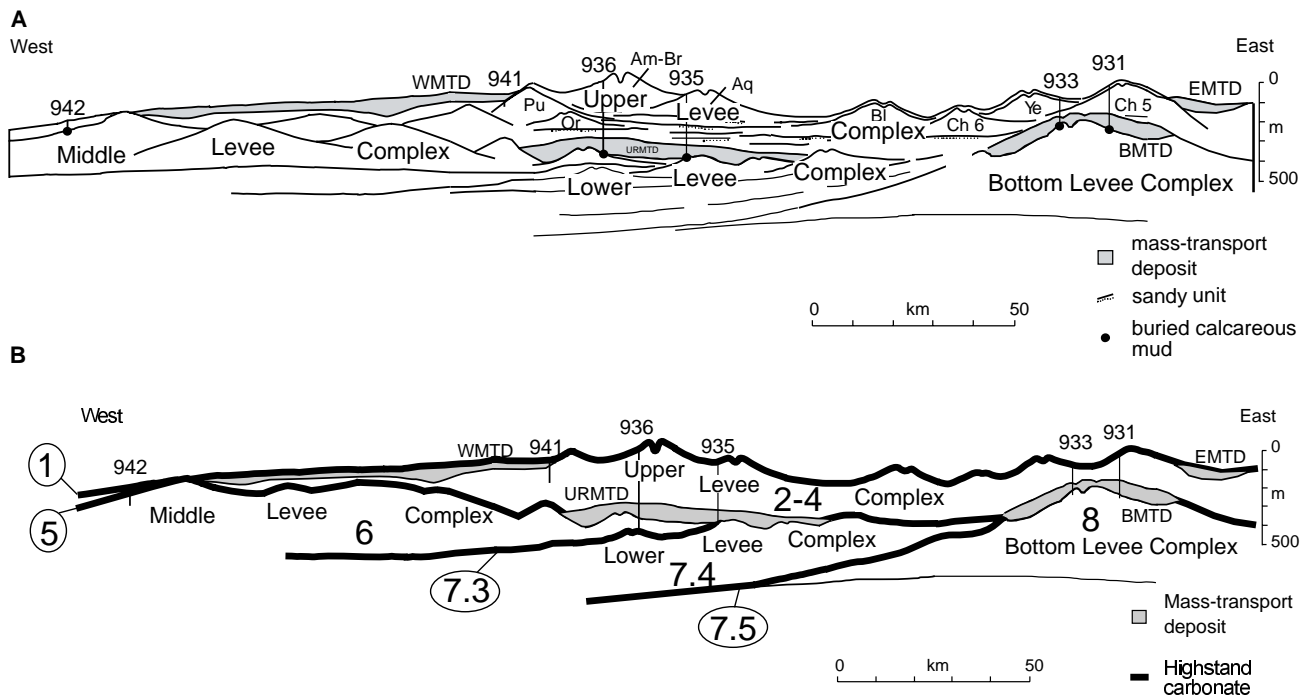 A
West
East
942
WMTD
941
936
Am-Br
935
Aq
933
931
EMTD
Pu
Upper
Levee
Or
Bl
Complex
Ch 6
Ye
Ch 5
0
m
500
Middle
Levee
Complex
URMTD
Lower
Levee
Complex
BMTD
Bottom Levee Complex
mass-transport
deposit
sandy unit
buried calcareous
mud
0 km 50
B
West
East
1
942
5
WMTD
941
936
935
933
931
EMTD
0
m
500
Upper
Levee
2-4
Complex
URMTD
Middle
Levee
Complex
6
Lower
Levee
Complex
8
BMTD
Bottom Levee Complex
7.3
7.4
7.5
Mass-transport
deposit
Highstand
carbonate
0 km 50